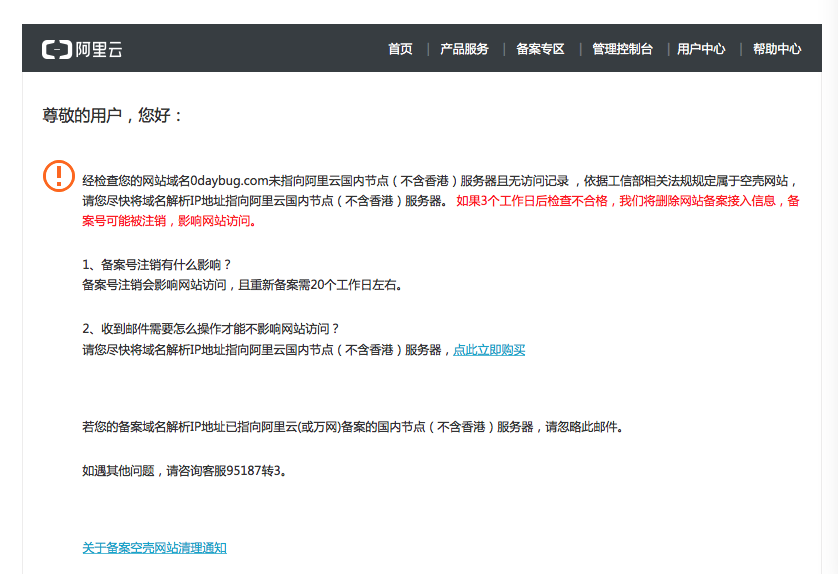 阿里云
首页 | 产品服务 | 备案专区 | 管理控制台 | 用户中心 | 帮助中心
尊敬的用户，您好：
经检查您的网站域名0daybug.com未指向阿里云国内节点（不含香港）服务器且无访问记录 ，依据工信部相关法规规定属于空壳网站，
请您尽快将域名解析IP地址指向阿里云国内节点（不含香港）服务器。 如果3个工作日后检查不合格，我们将删除网站备案接入信息，备
案号可能被注销，影响网站访问。
1、备案号注销有什么影响？
备案号注销会影响网站访问，且重新备案需20个工作日左右。
2、收到邮件需要怎么操作才能不影响网站访问？
请您尽快将域名解析IP地址指向阿里云国内节点（不含香港）服务器，点此立即购买
若您的备案域名解析IP地址已指向阿里云(或万网)备案的国内节点（不含香港）服务器，请忽略此邮件。
如遇其他问题，请咨询客服95187转3。
关于备案空壳网站清理通知